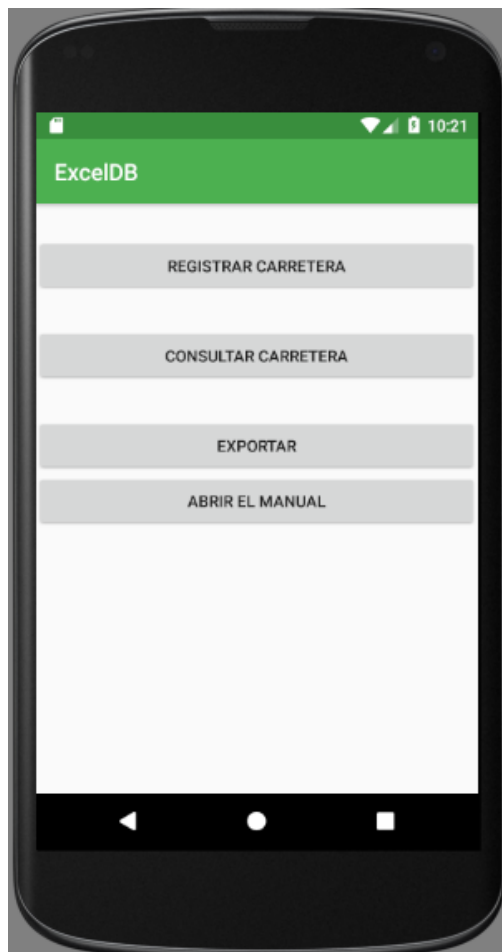 10:21
ExcelDB
REGISTRAR CARRETERA
CONSULTAR CARRETERA
EXPORTAR
ABRIR EL MANUAL